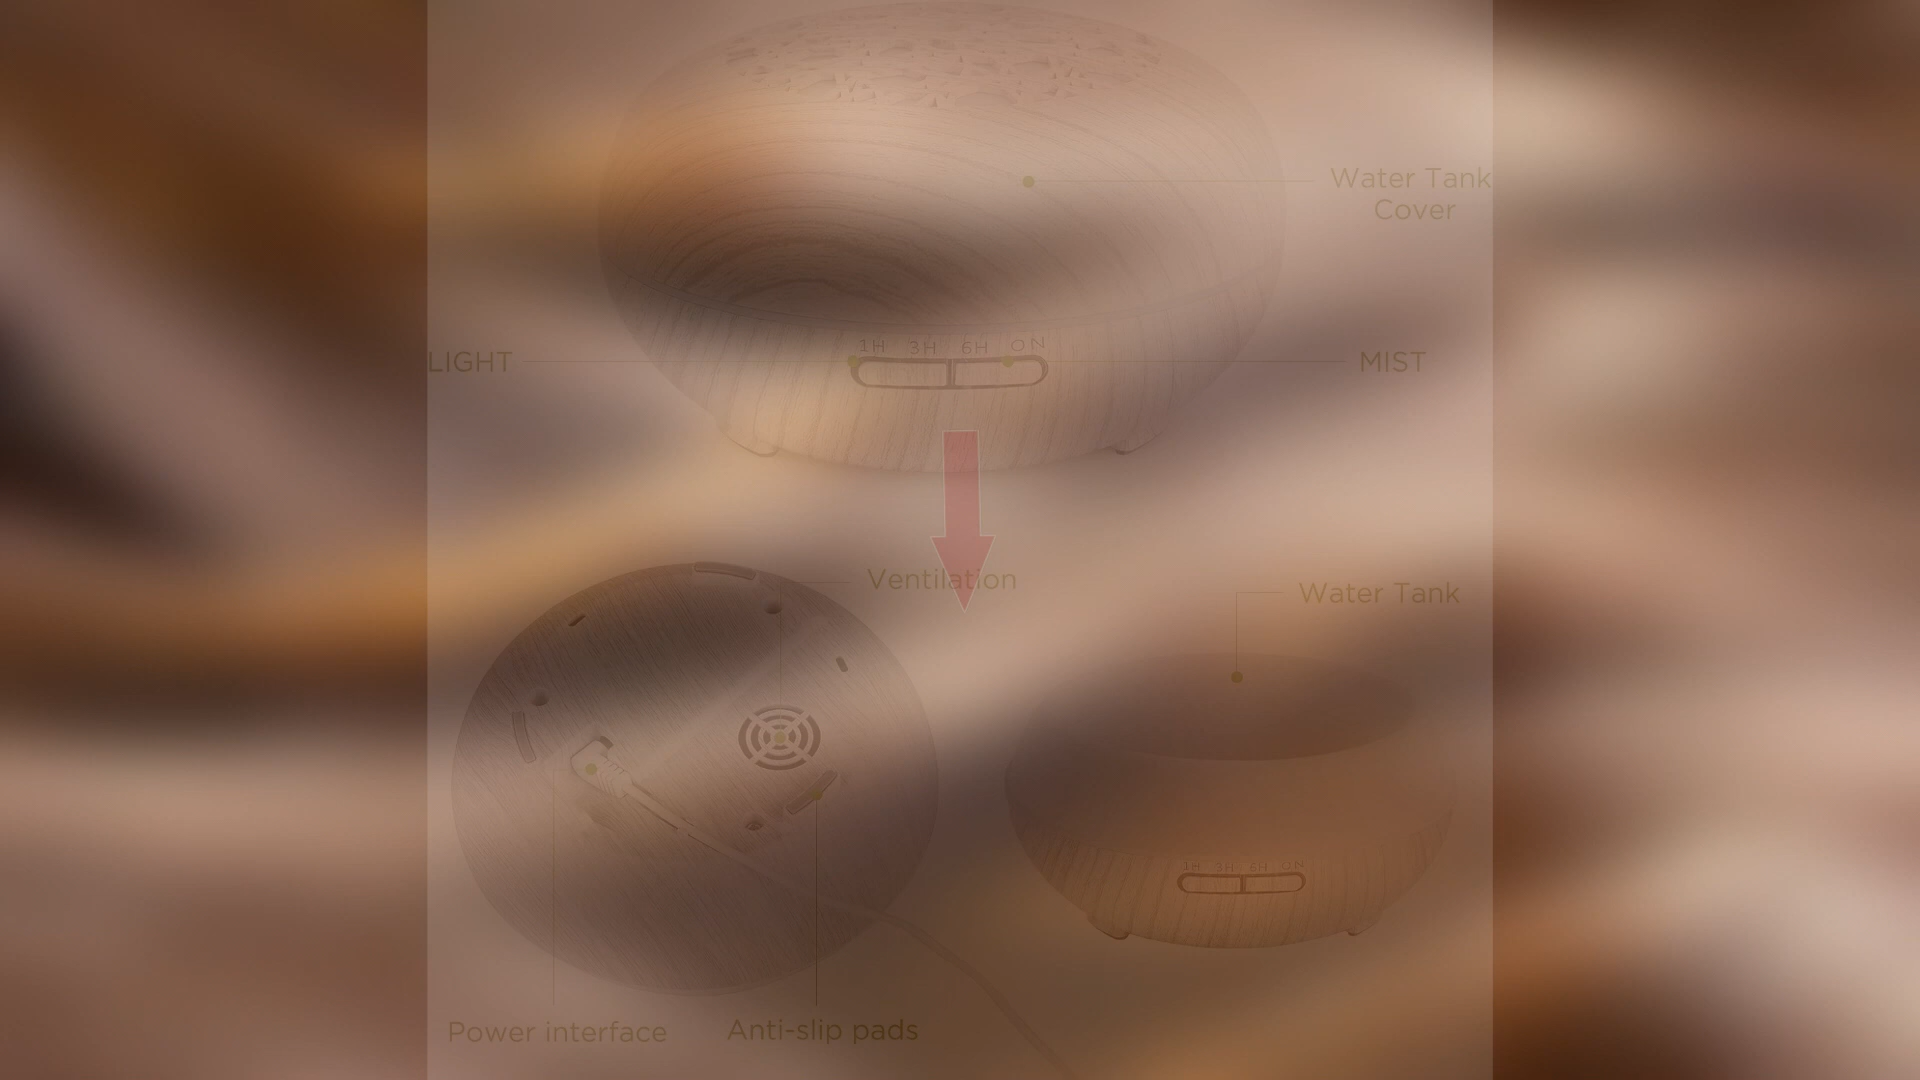 Water Tank
Cover
1H 3H 6H ON
LIGHT
MIST
Ventilation
Water Tank
1H 3H 6H ON
Power interface
Anti-slip pads